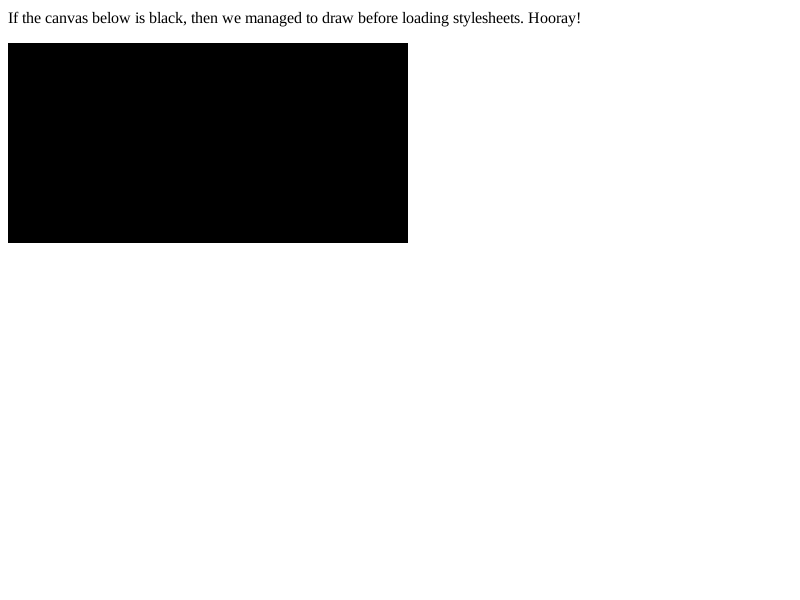 If the canvas below is black, then we managed to draw before loading stylesheets. Hooray!